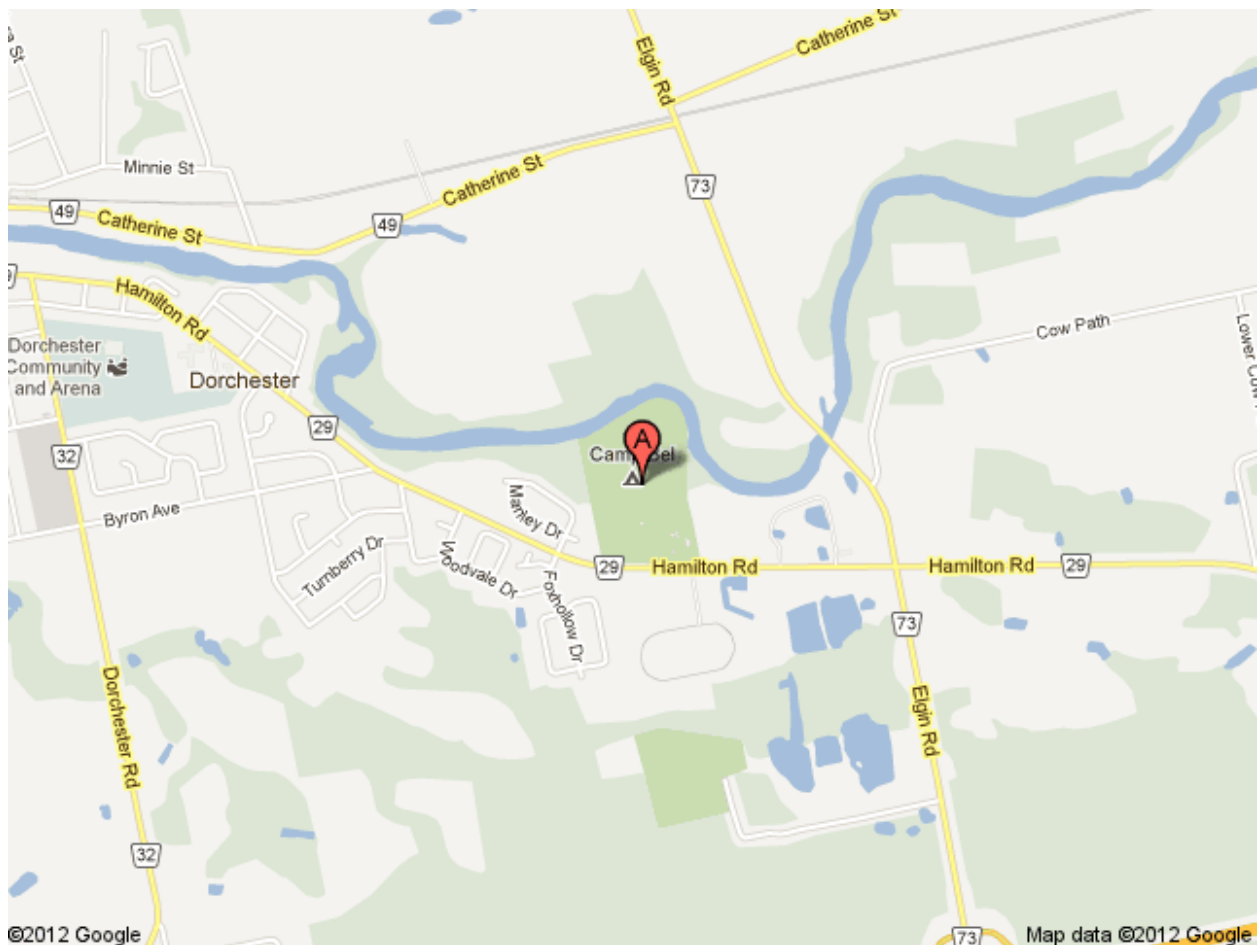 Catherine St
Elgin Rd
Minnie St
73
Catherine St
49
Catherine St
49
Hamilton Rd
Cow Path
Dorchester
Community
and Arena
Dorchester
29
A
32
Byron Ave
Manley Dr
Turnberry Dr
Woodvale Dr
29
Hamilton Rd
Hamilton Rd
29
Foxhollow Dr
73
Dorchester Rd
Elgin Rd
32
73
©2012 Google
Map data ©2012 Google